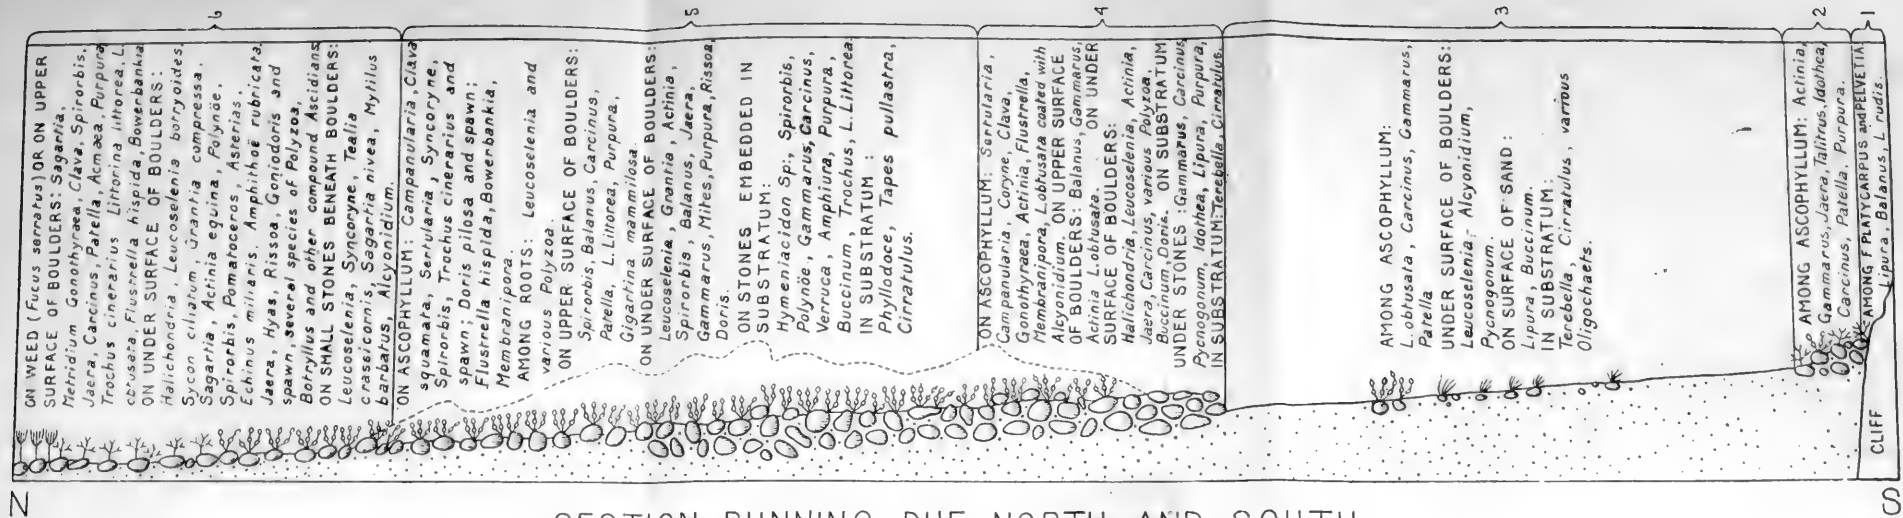 6
5
4
3
2
1
ON WEED (Fucus serratus) OR ON UPPER
SURFACE OF BOULDERS: Sagartia,
Metridium Gonothyraea, Clava, Spirorbis,
Jaera, Carcinus, Patella, Acmaea, Purpura
Trochus cinerarius Littorina littorea, L.
obtusata, Flustrella hispida, Bowerbankia
ON UNDER SURFACE OF BOULDERS:
Halichondria, Leucoselenia botryoides,
Sycon ciliatum, Grantia compressa.
Sagartia, Actinia equina, Polynöe,
Spirorbis, Pomatoceros, Asterias,
Echinus miliaris. Amphithoë rubricata,
Jaera, Hyas, Rissoa, Goniodoris and
spawn, several species of Polyzoa,
Botryllus and other compound Ascidians
ON SMALL STONES BENEATH BOULDERS:
Leucoselenia, Syncoryne, Tealia
crassicornis, Sagartia nivea, Mytilus
barbatus, Alcyonidium.
ON ASCOPHYLLUM: Campanularia, Clava
squamata, Sertularia, Syncoryne,
Spirorbis, Trochus cinerarius and
spawn; Doris pilosa and spawn;
Flustrella hispida, Bowerbankia,
Membranipora.
AMONG ROOTS: Leucoselenia and
various Polyzoa.
ON UPPER SURFACE OF BOULDERS:
Spirorbis, Balanus, Carcinus,
Patella, L. Littorea, Purpura,
Gigartina mammilosa.
ON UNDER SURFACE OF BOULDERS:
Leucoselenia, Grantia, Actinia,
Spirorbis, Balanus, Jaera,
Gammarus, Mites, Purpura, Rissoa,
Doris.
ON STONES EMBEDDED IN
SUBSTRATUM:
Hymeniacidon Sp:, Spirorbis,
Polynöe, Gammarus, Carcinus,
Verruca, Amphiura, Purpura,
Buccinum, Trochus, L. Littorea.
IN SUBSTRATUM:
Phyllodoce, Tapes pullastra,
Cirratulus.
ON ASCOPHYLLUM: Serrularia,
Campanularia, Coryne, Clava,
Gonothyraea, Actinia, Flustrella,
Membranipora, L. obtusata coated with
Alcyonidium. ON UPPER SURFACE
OF BOULDERS: Balanus, Gammarus,
Actinia L. obtusata. ON UNDER
SURFACE OF BOULDERS:
Halichondria, Leucoselenia, Actinia,
Jaera, Carcinus, various Polyzoa.
Buccinum, Doris. ON SUBSTRATUM
UNDER STONES: Gammarus, Carcinus,
Pycnogonum, Idothea, Lipura, Purpura,
IN SUBSTRATUM: Terebella, Cirratulus.
AMONG ASCOPHYLLUM:
L. obtusata, Carcinus, Gammarus,
Patella
UNDER SURFACE OF BOULDERS:
Leucoselenia, Alcyonidium,
Pycnogonum.
ON SURFACE OF SAND:
Lipura, Buccinum.
IN SUBSTRATUM:
Terebella, Cirratulus, various
Oligochaets.
AMONG ASCOPHYLLUM: Actinia,
Gammarus, Jaera, Talitrus, Idothea,
Carcinus, Patella, Purpura.
AMONG PLATYCARPUS and PELVETIA:
Lipura, Balanus, L rudis.
CLIFF
N
S
SECTION RUNNING DUE NORTH AND SOUTH